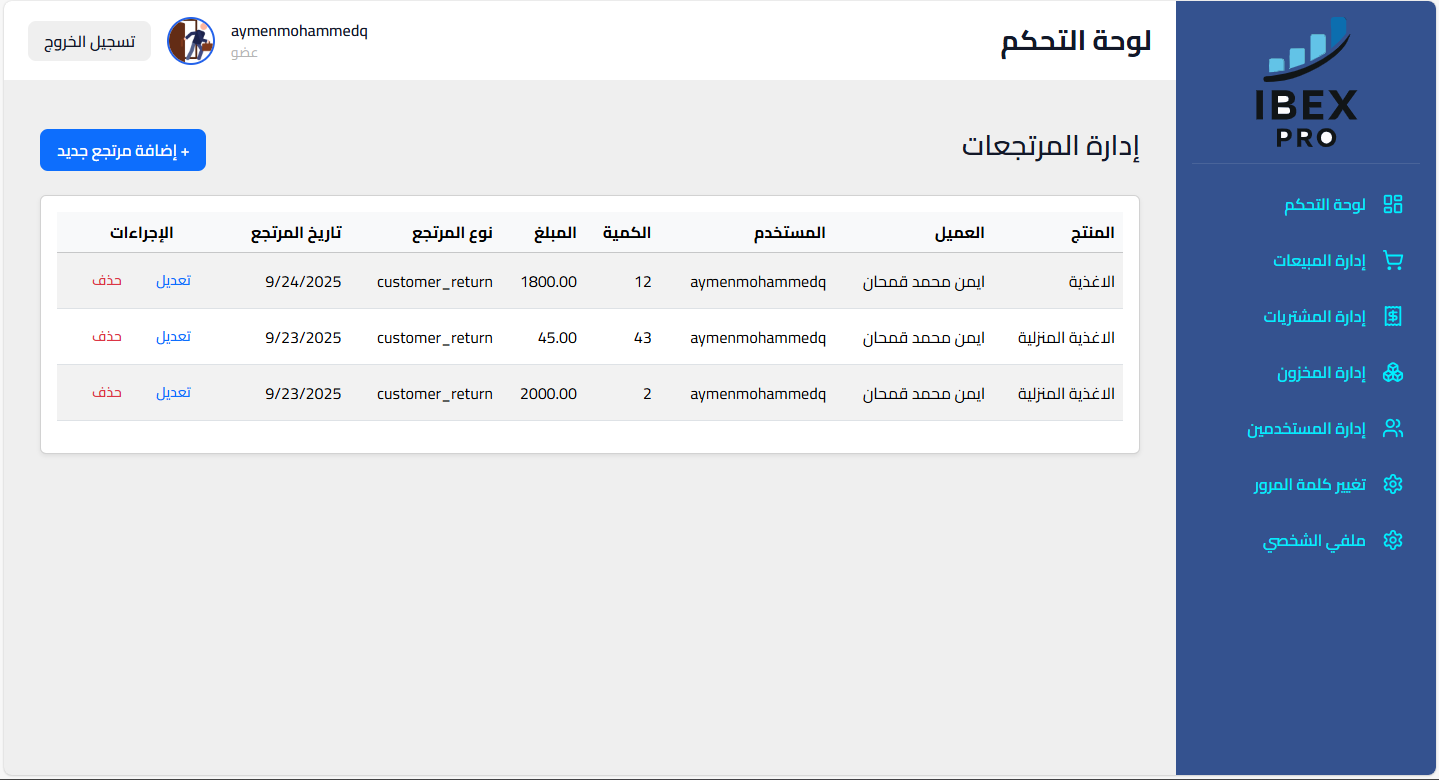 IBEX
PRO
لوحة التحكم
إدارة المبيعات
إدارة المشتريات
إدارة المخزون
إدارة المستخدمين
تغيير كلمة المرور
ملفي الشخصي
لوحة التحكم
aymenmohammedq
عضو
تسجيل الخروج
إدارة المرتجعات
+ إضافة مرتجع جديد
المنتج العميل المستخدم الكمية المبلغ نوع المرتجع تاريخ المرتجع الإجراءات
الاغذية ايمن محمد قمحان aymenmohammedq 12 1800.00 customer_return 9/24/2025 تعديل حذف
الاغذية المنزلية ايمن محمد قمحان aymenmohammedq 43 45.00 customer_return 9/23/2025 تعديل حذف
الاغذية المنزلية ايمن محمد قمحان aymenmohammedq 2 2000.00 customer_return 9/23/2025 تعديل حذف